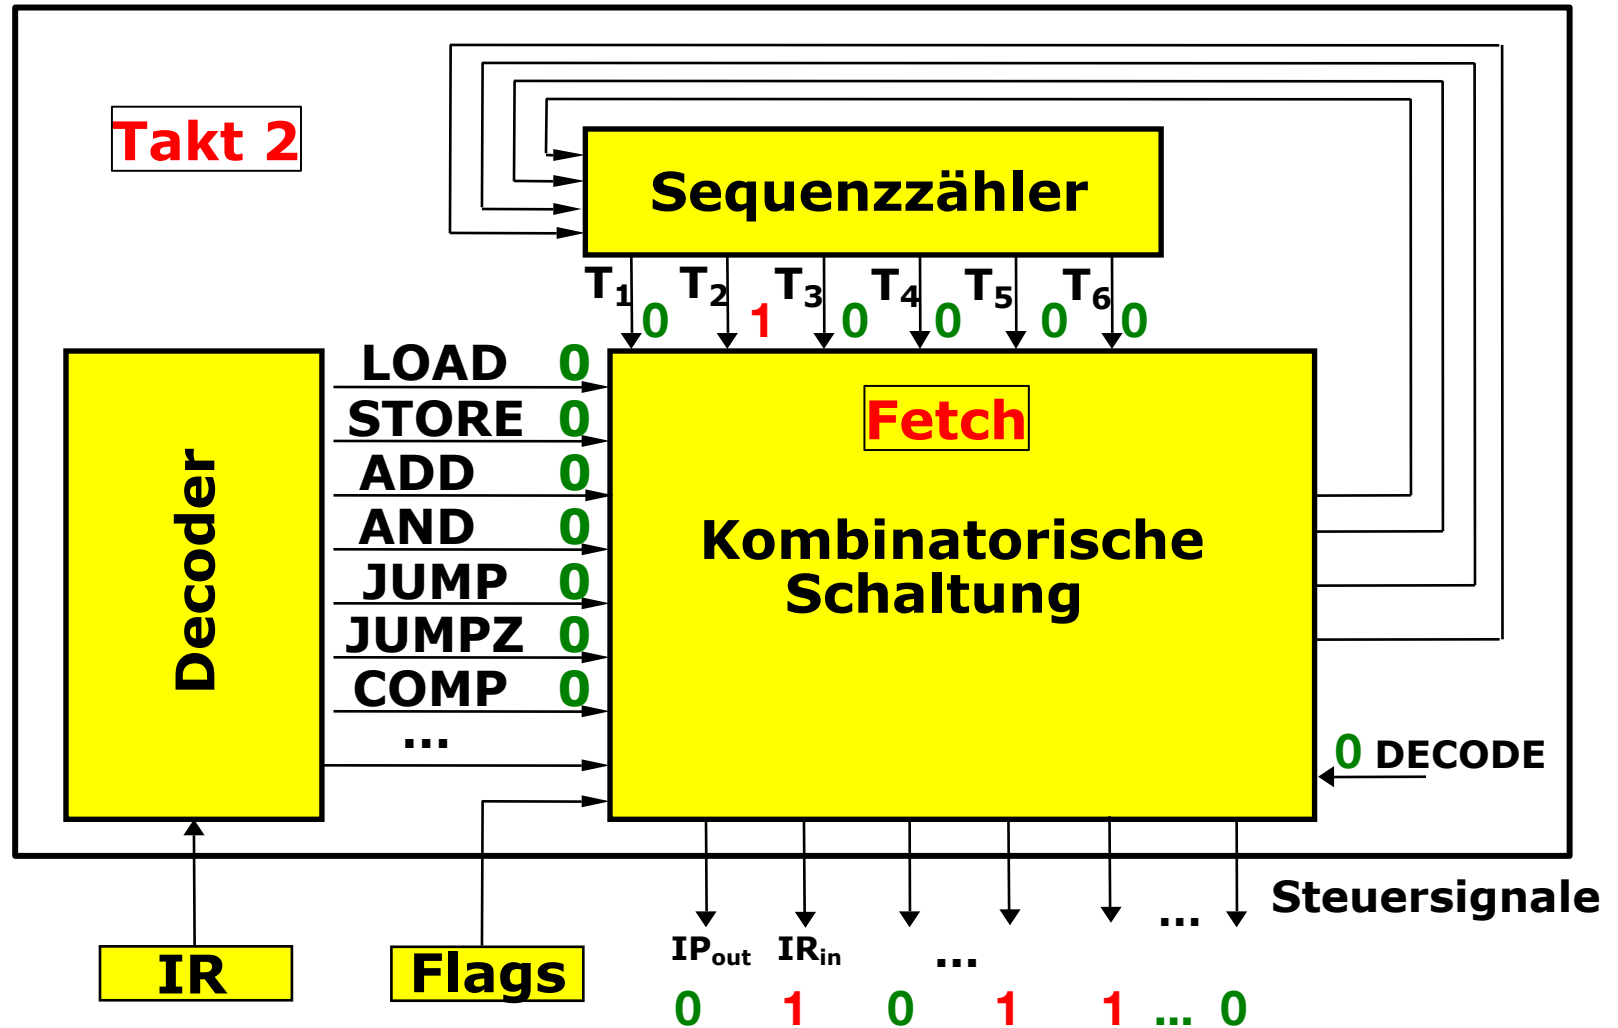 Takt 2
Sequenzzähler
T1 T2 T3 T4 T5 T6
0 1 0 0 0 0
LOAD 0
STORE 0
ADD 0
AND 0
JUMP 0
JUMPZ 0
COMP 0
...
Decoder
Fetch
Kombinatorische
Schaltung
0 DECODE
IR
Flags
... Steuersignale
IPout IRin ...
0 1 0 1 1 ... 0